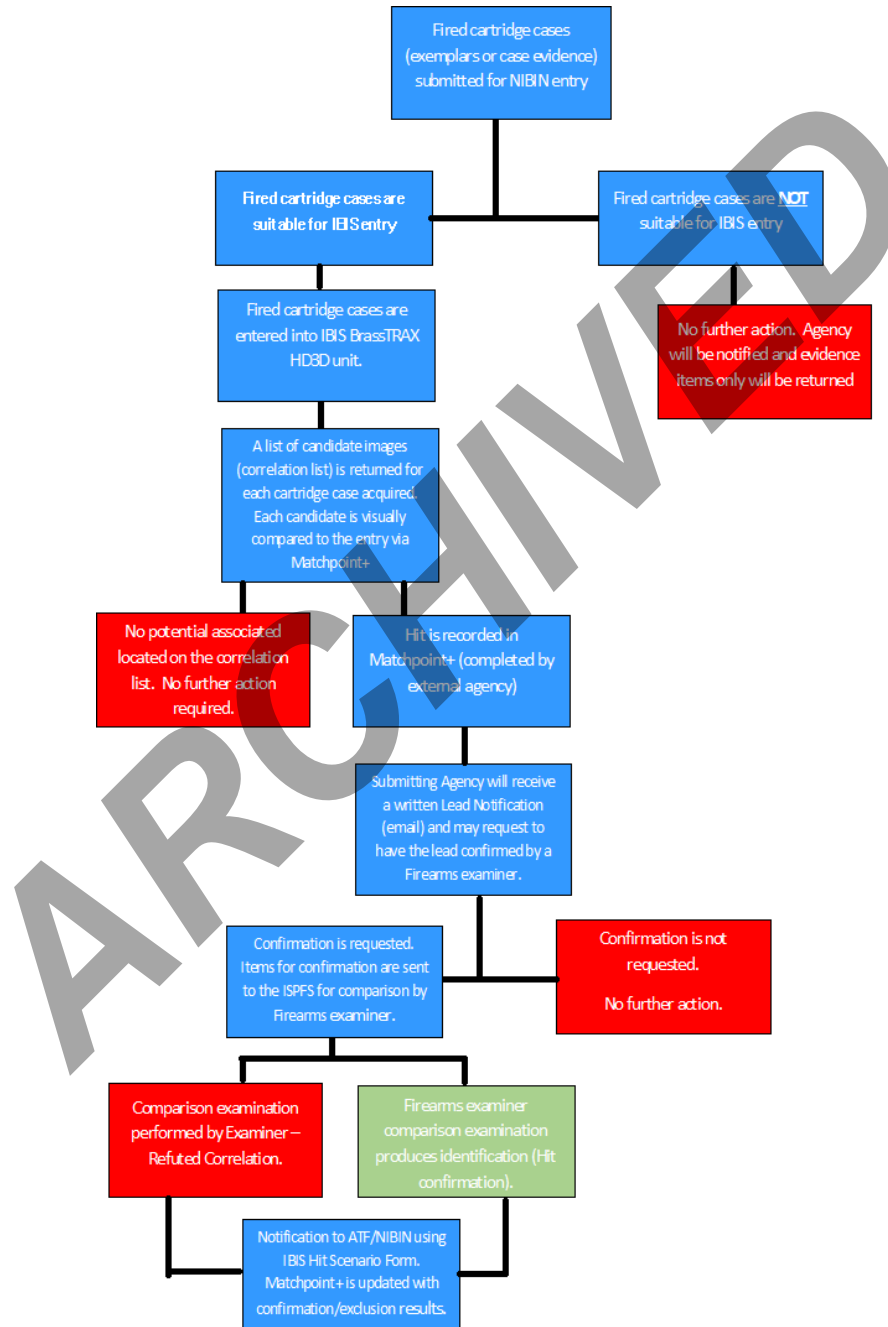 Fired cartridge cases
(exemplars or case evidence)
submitted for NIBIN entry
Fired cartridge cases are
suitable for IBIS entry
Fired cartridge cases are NOT
suitable for IBIS entry
Fired cartridge cases are
entered into IBIS BrassTRAX
HD3D unit.
No further action. Agency
will be notified and evidence
items only will be returned
A list of candidate images
(correlation list) is returned for
each cartridge case acquired.
Each candidate is visually
compared to the entry via
Matchpoint+
No potential associated
located on the correlation
list. No further action
required.
Hit is recorded in
Matchpoint+ (completed by
external agency)
Submitting Agency will receive
a written Lead Notification
(email) and may request to
have the lead confirmed by a
Firearms examiner.
Confirmation is requested.
Items for confirmation are sent
to the ISPFS for comparison by
Firearms examiner.
Confirmation is not
requested.
No further action.
Comparison examination
performed by Examiner –
Refuted Correlation.
Firearms examiner
comparison examination
produces identification (Hit
confirmation).
Notification to ATF/NIBIN using
IBIS Hit Scenario Form.
Matchpoint+ is updated with
confirmation/exclusion results.
ARCHIVED